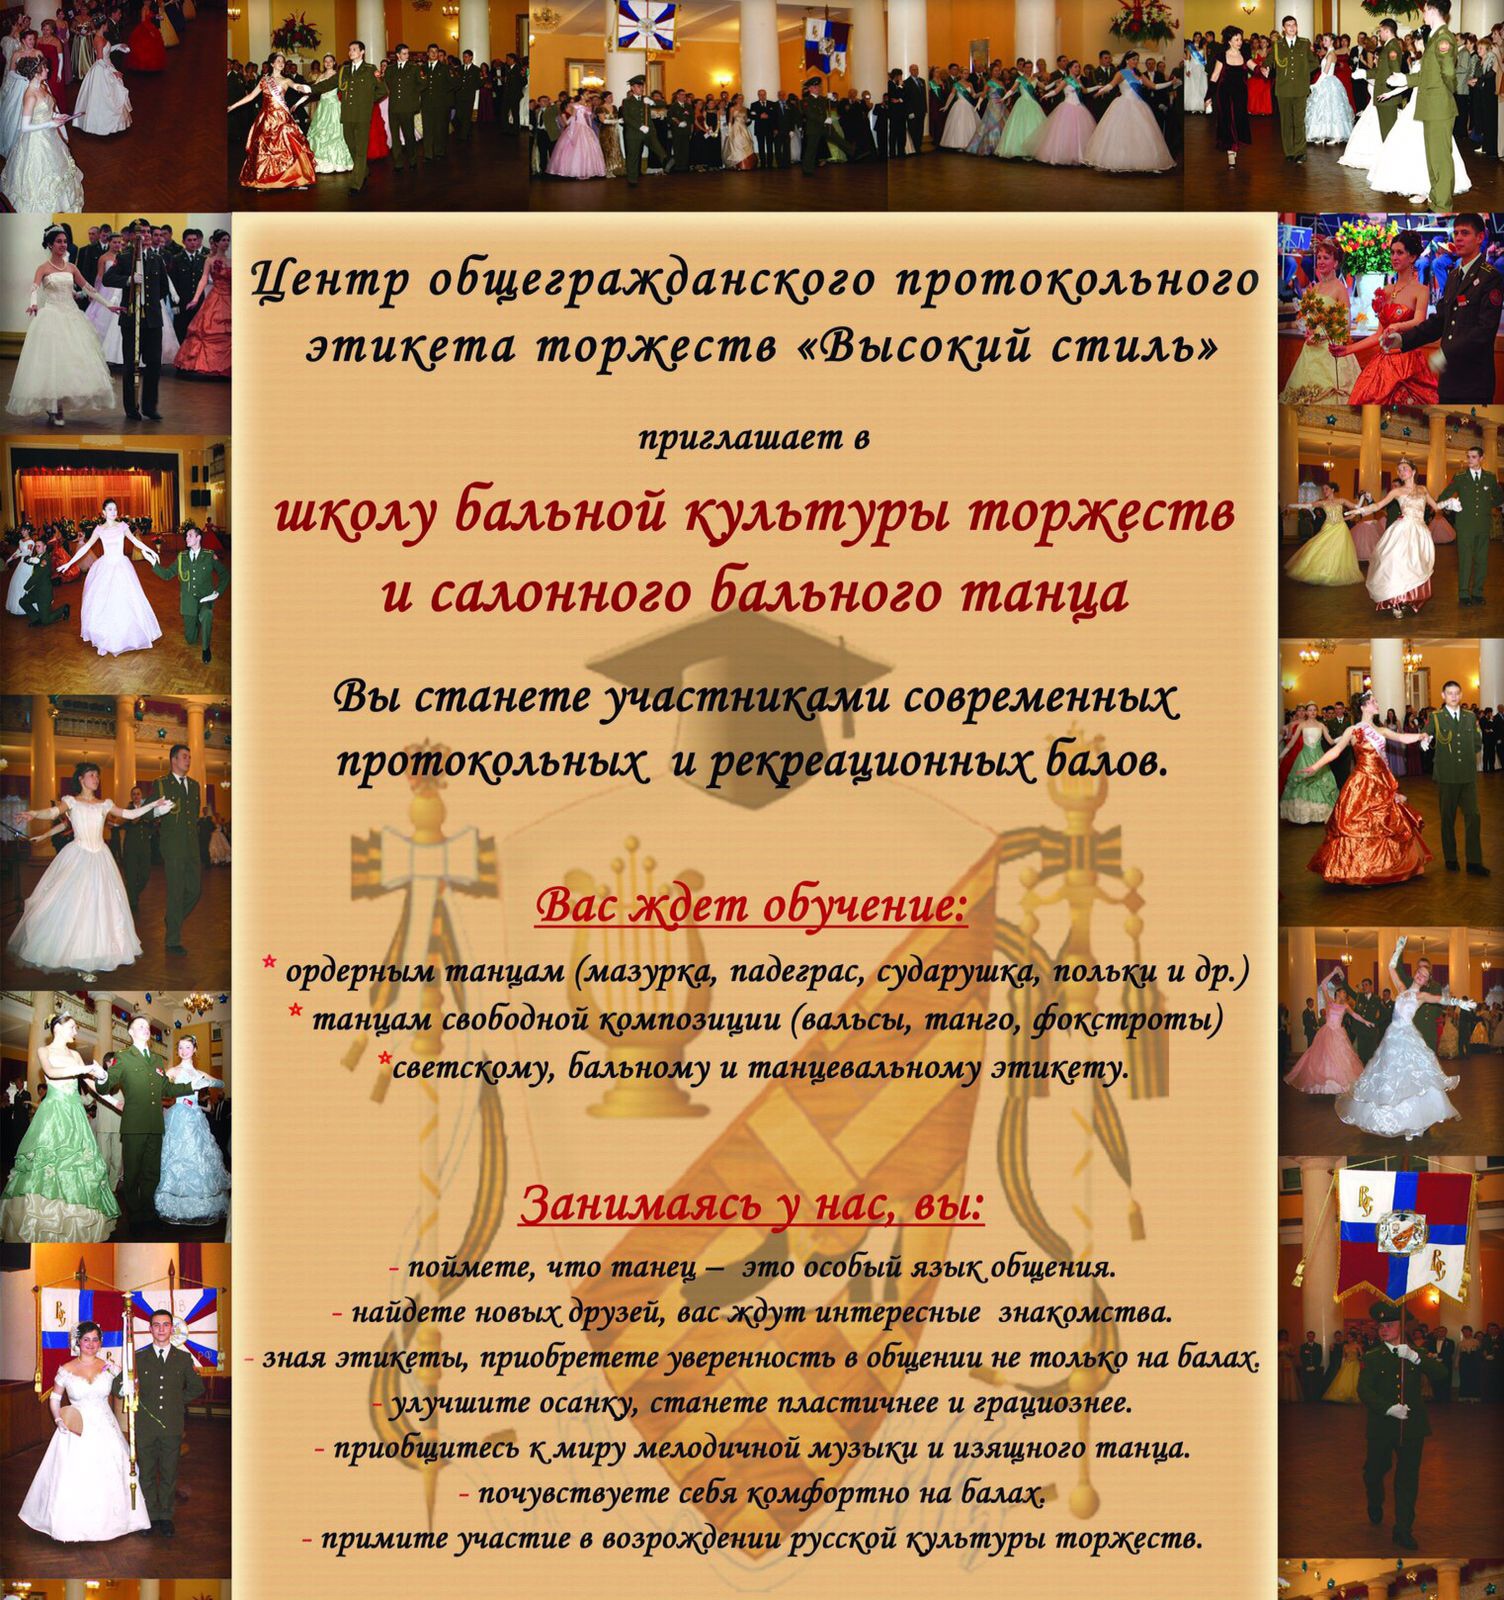 Центр общегражданского протокольного
этикета торжеств «Высокий стиль»
приглашает в
школу бальной культуры торжеств
и салонного бального танца
Вы станете участниками современных
протокольных и рекреационных балов.
Вас ждет обучение:
* ордерным танцам (мазурка, падеграс, сударушка, польки и др.)
* танцам свободной композиции (вальсы, танго, фокстроты)
*светскому, бальному и танцевальному этикету.
Занимаясь у нас, вы:
- поймете, что танец – это особый язык общения.
- найдете новых друзей, вас ждут интересные знакомства.
- зная этикеты, приобретете уверенность в общении не только на балах.
- улучшите осанку, станете пластичнее и грациознее.
- приобщитесь к миру мелодичной музыки и изящного танца.
- почувствуете себя комфортно на балах.
- примите участие в возрождении русской культуры торжеств.